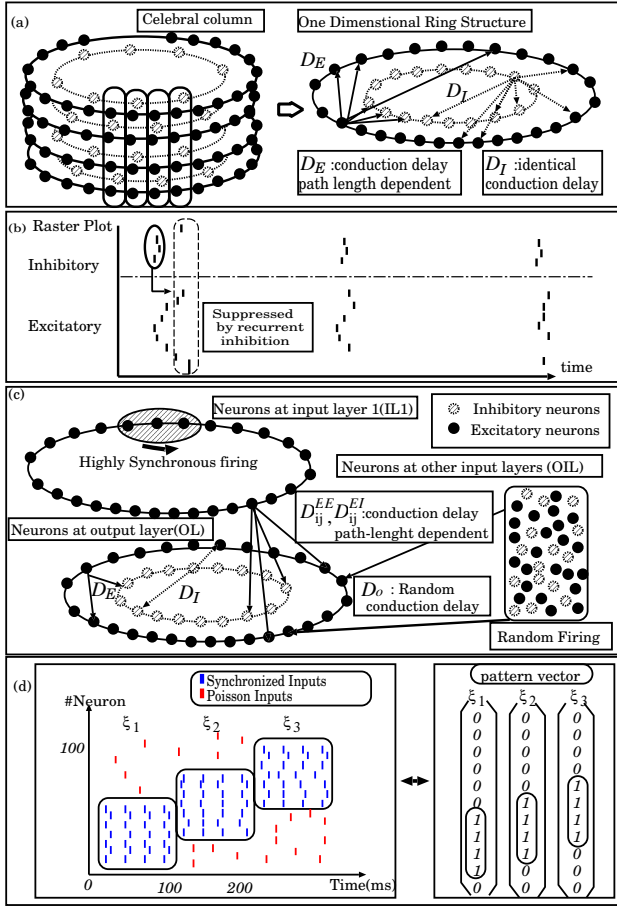 (a)
Celebral column
One Dimenstional Ring Structure
D_E
D_I
D_E :conduction delay
path length dependent
D_I :identical
conduction delay
(b)
Raster Plot
Inhibitory
Excitatory
Suppressed
by recurrent
inhibition
time
(c)
Neurons at input layer 1(IL1)
Highly Synchronous firing
Inhibitory neurons
Excitatory neurons
Neurons at other input layers (OIL)
D_ij^EE, D_ij^EI :conduction delay
path-lenght dependent
Neurons at output layer(OL)
D_E
D_I
D_o : Random
conduction delay
Random Firing
(d)
#Neuron
Synchronized Inputs
Poisson Inputs
ξ1 ξ2 ξ3
100
0 100 200 Time(ms)
pattern vector
ξ1 ξ2 ξ3
0 0 0
0 0 0
0 0 0
0 0 0
0 0 1
0 1 1
1 1 1
1 1 1
1 1 0
1 0 0
0 0 0